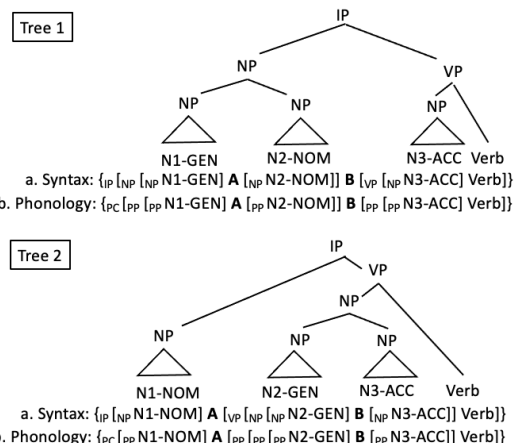 Tree 1
IP
NP
VP
NP NP NP
N1-GEN N2-NOM N3-ACC Verb
a. Syntax: {IP [NP [NP N1-GEN] A [NP N2-NOM]] B [VP [NP N3-ACC] Verb]}
b. Phonology: {PC [PP [PP N1-GEN] A [PP N2-NOM]] B [PP [PP N3-ACC] Verb]}
Tree 2
IP
VP
NP
NP NP NP
N1-NOM N2-GEN N3-ACC Verb
a. Syntax: {IP [NP N1-NOM] A [VP [NP [NP N2-GEN] B [NP N3-ACC]] Verb]}
. Phonology: {PC [PP N1-NOM] A [PP [PP [PP N2-GEN] B [PP N3-ACC]] Verb]}